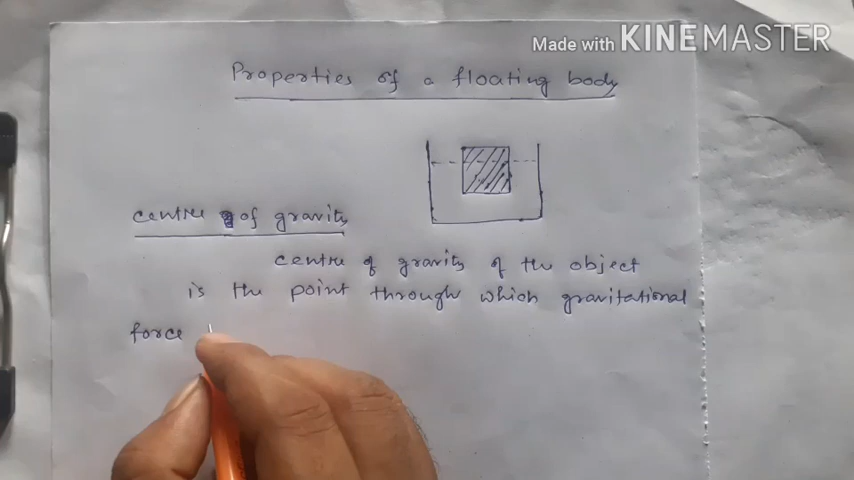 Made with KINEMASTER
Properties of a floating body
centre of gravity
centre of gravity of the object
is the point through which gravitational
force